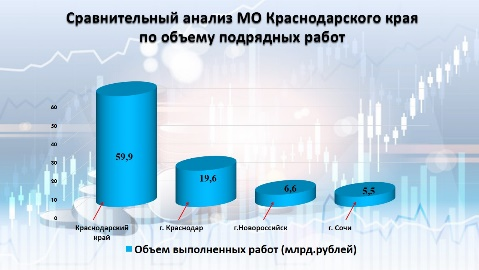 Сравнительный анализ МО Краснодарского края
по объему подрядных работ
60
50
40
30
20
10
0
59,9
19,6
6,6
5,5
Краснодарский
край
г. Краснодар
г.Новороссийск
г. Сочи
Объем выполненных работ (млрд.рублей)